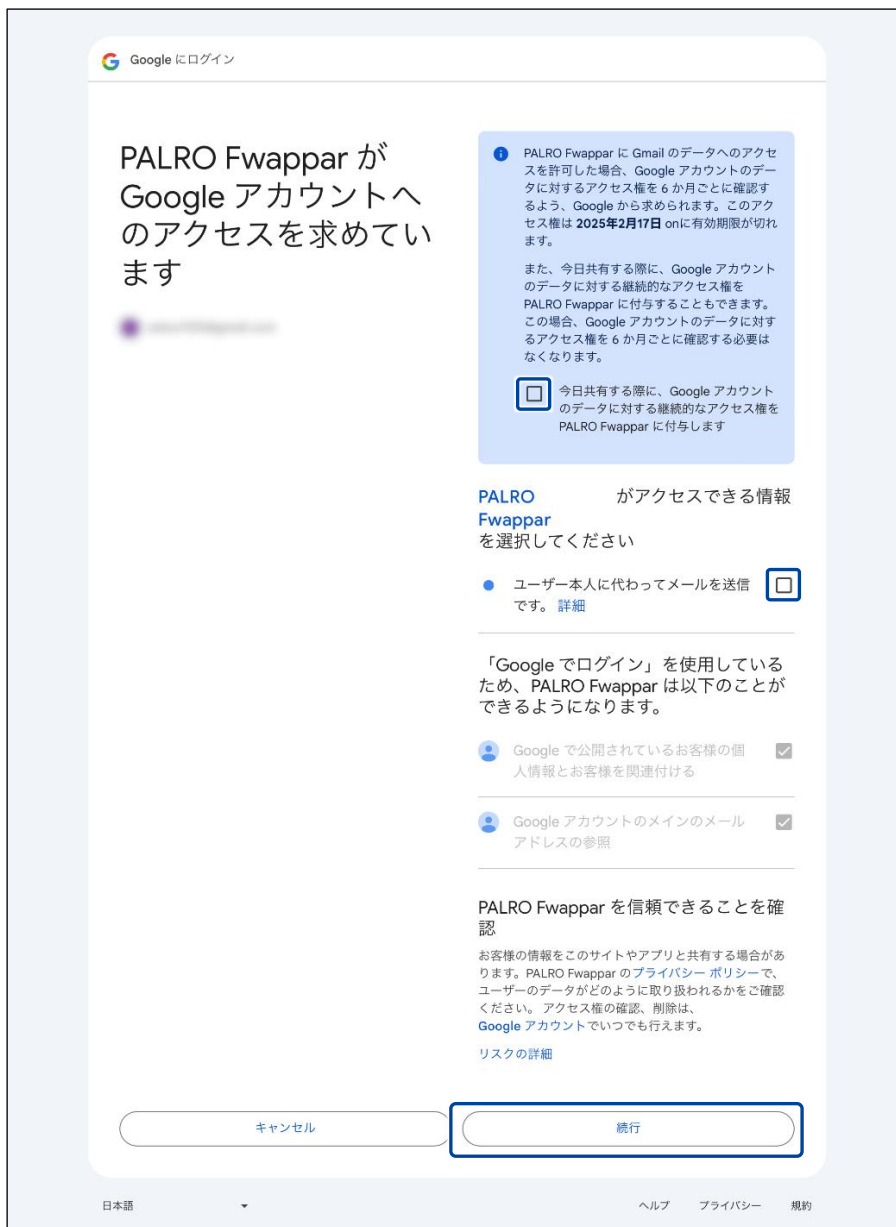 Google にログイン
PALRO Fwappar が
Google アカウントへ
のアクセスを求めてい
ます
PALRO Fwappar に Gmail のデータへのアクセ
スを許可した場合、Google アカウントのデー
タに対するアクセス権を 6 か月ごとに確認す
るよう、Google から求められます。このアク
セス権は 2025年2月17日 onに有効期限が切れ
ます。
また、今日共有する際に、Google アカウント
のデータに対する継続的なアクセス権を
PALRO Fwappar に付与することもできます。
この場合、Google アカウントのデータに対す
るアクセス権を 6 か月ごとに確認する必要は
なくなります。
今日共有する際に、Google アカウント
のデータに対する継続的なアクセス権を
PALRO Fwappar に付与します
PALRO がアクセスできる情報
Fwappar
を選択してください
ユーザー本人に代わってメールを送信
です。 詳細
「Google でログイン」を使用している
ため、PALRO Fwappar は以下のことが
できるようになります。
Google で公開されているお客様の個
人情報とお客様を関連付ける
Google アカウントのメインのメール
アドレスの参照
PALRO Fwappar を信頼できることを確
認
お客様の情報をこのサイトやアプリと共有する場合があ
ります。PALRO Fwappar のプライバシー ポリシーで、
ユーザーのデータがどのように取り扱われるかをご確認
ください。 アクセス権の確認、削除は、
Google アカウントでいつでも行えます。
リスクの詳細
キャンセル 続行
日本語 ヘルプ プライバシー 規約